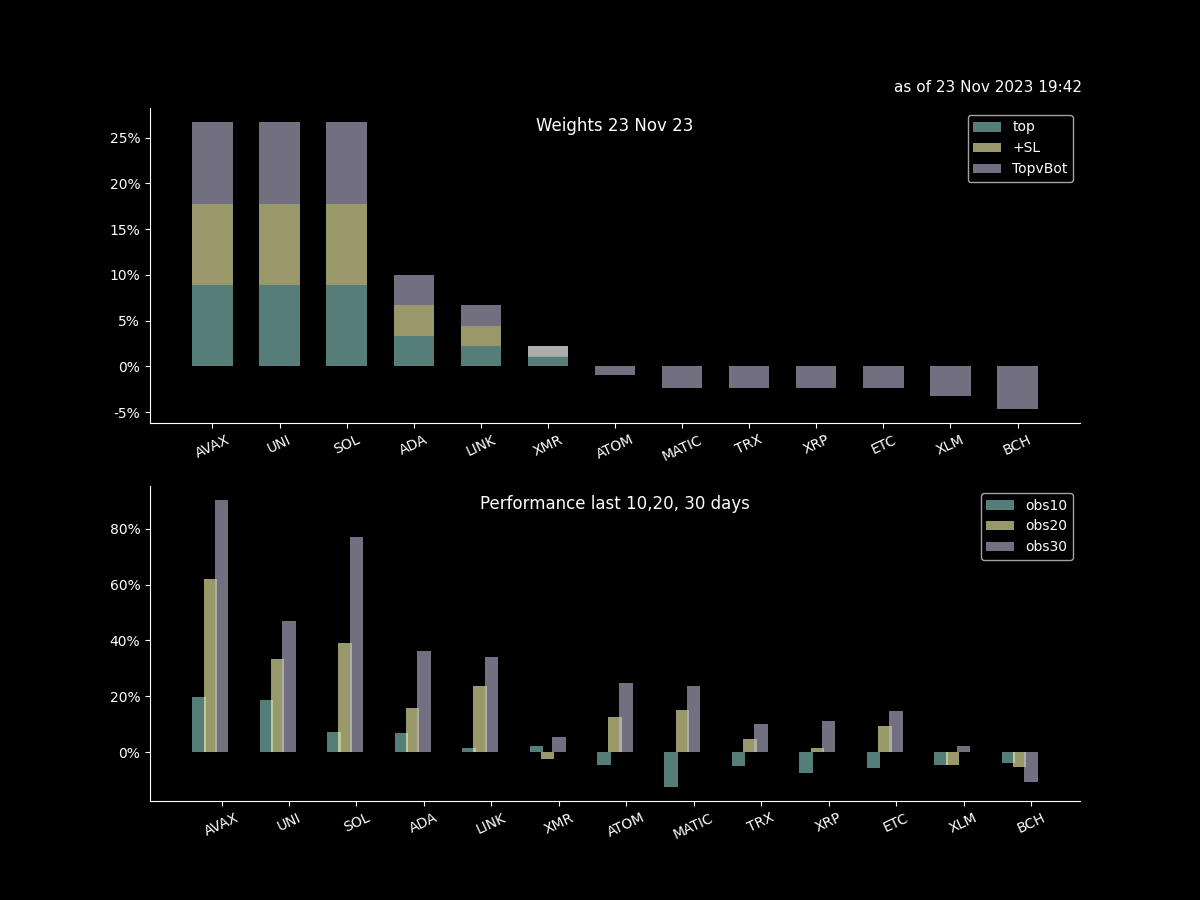 as of 23 Nov 2023 19:42
Weights 23 Nov 23
top
+SL
TopvBot
25%
20%
15%
10%
5%
0%
-5%
AVAX UNI SOL ADA LINK XMR ATOM MATIC TRX XRP ETC XLM BCH
Performance last 10,20, 30 days
obs10
obs20
obs30
80%
60%
40%
20%
0%
AVAX UNI SOL ADA LINK XMR ATOM MATIC TRX XRP ETC XLM BCH